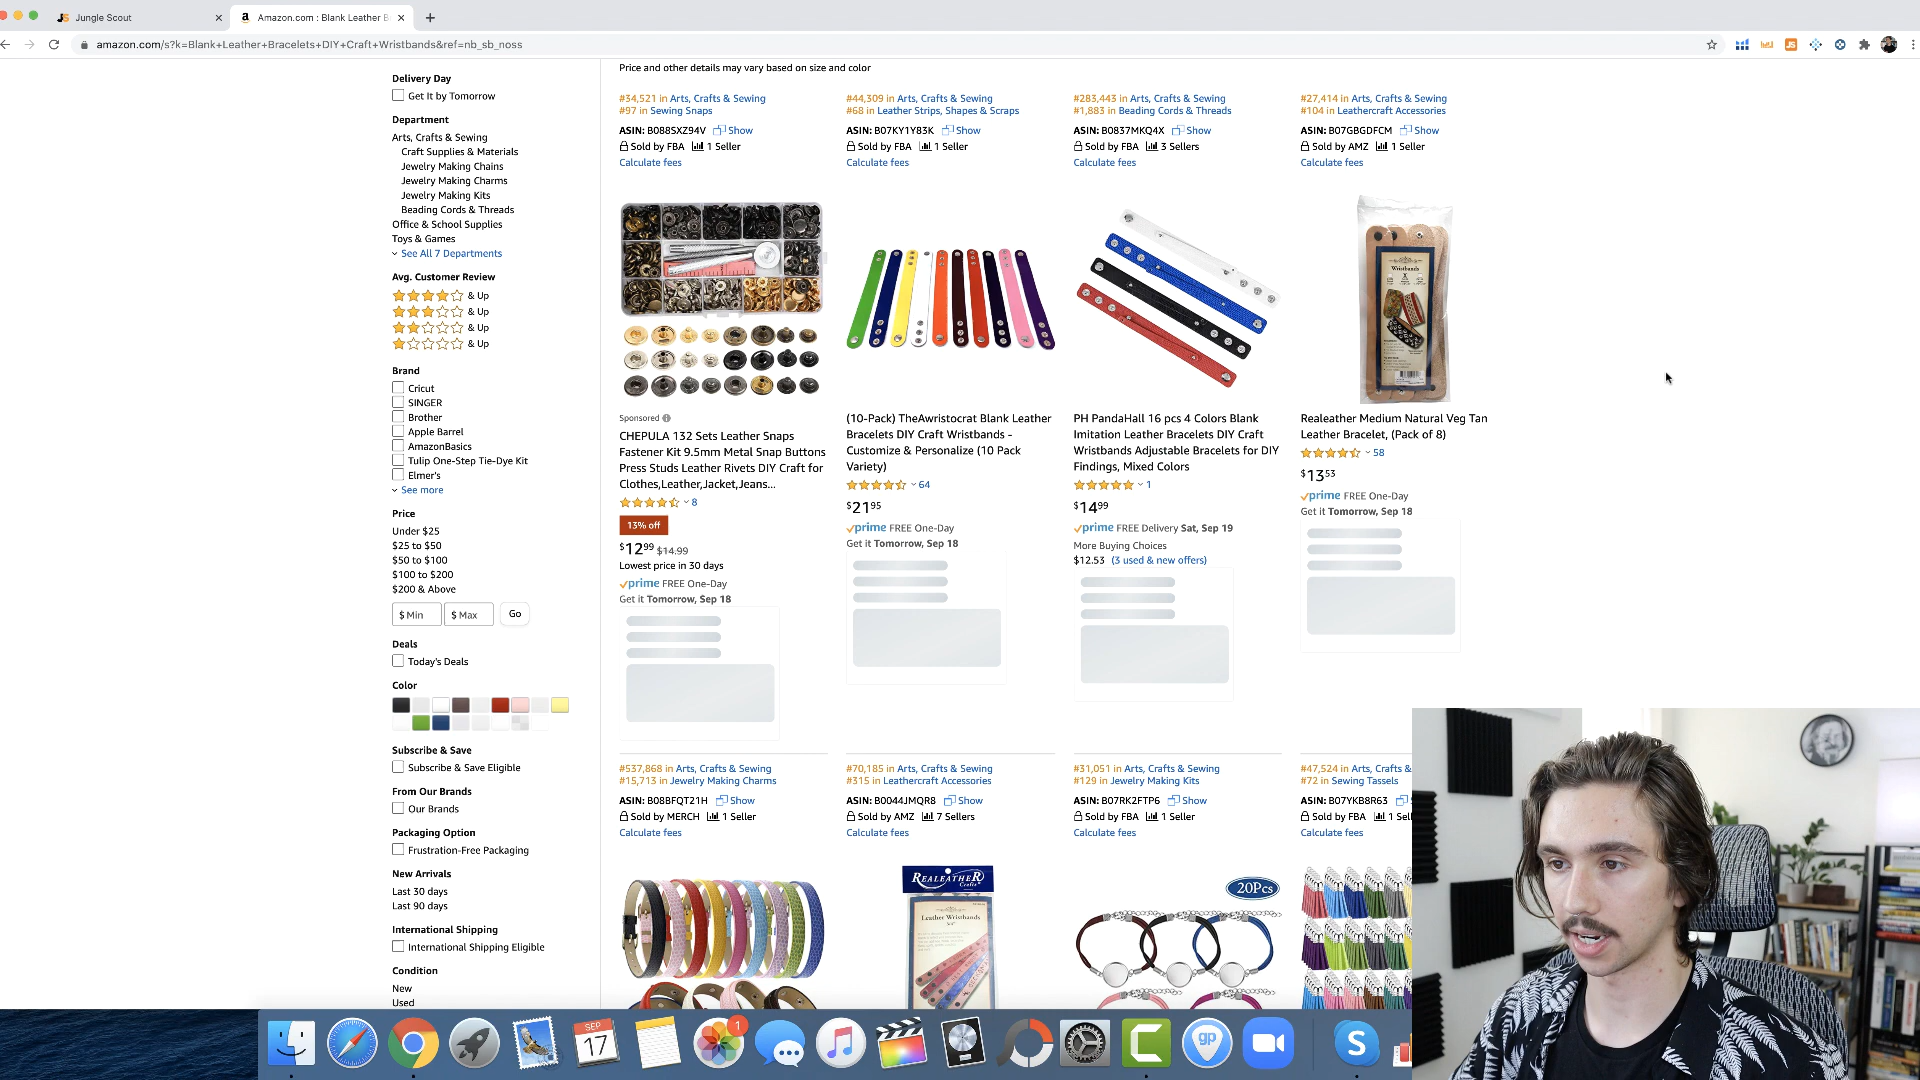 Jungle Scout
Amazon.com : Blank Leather B
amazon.com/s?k=Blank+Leather+Bracelets+DIY+Craft+Wristbands&ref=nb_sb_noss
Delivery Day
Get It by Tomorrow
Department
Arts, Crafts & Sewing
Craft Supplies & Materials
Jewelry Making Chains
Jewelry Making Charms
Jewelry Making Kits
Beading Cords & Threads
Office & School Supplies
Toys & Games
See All 7 Departments
Avg. Customer Review
& Up
& Up
& Up
& Up
Brand
Cricut
SINGER
Brother
Apple Barrel
AmazonBasics
Tulip One-Step Tie-Dye Kit
Elmer's
See more
Price
Under $25
$25 to $50
$50 to $100
$100 to $200
$200 & Above
$ Min $ Max Go
Deals
Today's Deals
Color
Subscribe & Save
Subscribe & Save Eligible
From Our Brands
Our Brands
Packaging Option
Frustration-Free Packaging
New Arrivals
Last 30 days
Last 90 days
International Shipping
International Shipping Eligible
Condition
New
Used
Price and other details may vary based on size and color
#34,521 in Arts, Crafts & Sewing
#97 in Sewing Snaps
ASIN: B088SXZ94V Show
Sold by FBA 1 Seller
Calculate fees
Sponsored
CHEPULA 132 Sets Leather Snaps
Fastener Kit 9.5mm Metal Snap Buttons
Press Studs Leather Rivets DIY Craft for
Clothes,Leather,Jacket,Jeans...
8
13% off
$1299 $14.99
Lowest price in 30 days
prime FREE One-Day
Get it Tomorrow, Sep 18
#44,309 in Arts, Crafts & Sewing
#68 in Leather Strips, Shapes & Scraps
ASIN: B07KY1Y83K Show
Sold by FBA 1 Seller
Calculate fees
(10-Pack) TheAwristocrat Blank Leather
Bracelets DIY Craft Wristbands -
Customize & Personalize (10 Pack
Variety)
64
$2195
prime FREE One-Day
Get it Tomorrow, Sep 18
#283,443 in Arts, Crafts & Sewing
#1,883 in Beading Cords & Threads
ASIN: B0837MKQ4X Show
Sold by FBA 3 Sellers
Calculate fees
PH PandaHall 16 pcs 4 Colors Blank
Imitation Leather Bracelets DIY Craft
Wristbands Adjustable Bracelets for DIY
Findings, Mixed Colors
1
$1499
prime FREE Delivery Sat, Sep 19
More Buying Choices
$12.53 (3 used & new offers)
#27,414 in Arts, Crafts & Sewing
#104 in Leathercraft Accessories
ASIN: B07GBGDFCM Show
Sold by AMZ 1 Seller
Calculate fees
Wristbands
Realeather Medium Natural Veg Tan
Leather Bracelet, (Pack of 8)
58
$1353
prime FREE One-Day
Get it Tomorrow, Sep 18
#537,868 in Arts, Crafts & Sewing
#15,713 in Jewelry Making Charms
ASIN: B08BFQTZ1H Show
Sold by MERCH 1 Seller
Calculate fees
#70,185 in Arts, Crafts & Sewing
#315 in Leathercraft Accessories
ASIN: B0044JMQR8 Show
Sold by AMZ 7 Sellers
Calculate fees
REALEATHER
Crafts
Leather Wristbands
#31,051 in Arts, Crafts & Sewing
#129 in Jewelry Making Kits
ASIN: B07RK2FTP6 Show
Sold by FBA 1 Seller
Calculate fees
20Pcs
#47,524 in Arts, Crafts &
#72 in Sewing Tassels
ASIN: B07YKB8R63
Sold by FBA 1 Sell
Calculate fees
SEP
17
1
gp
S